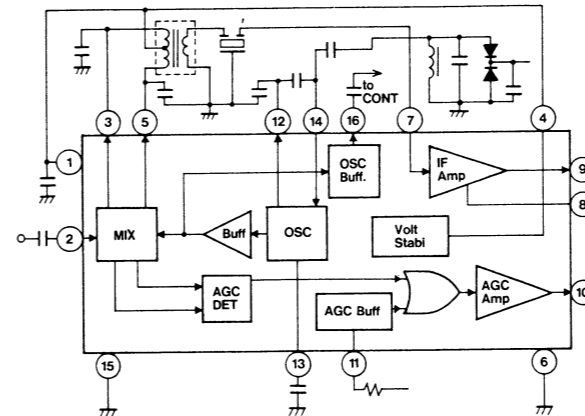 to
CONT
3
5
12
14
16
7
4
1
OSC
Buff.
IF
Amp
9
8
2
MIX
Buff
OSC
Volt
Stabi
AGC
DET
AGC Buff
AGC
Amp
10
15
13
11
6